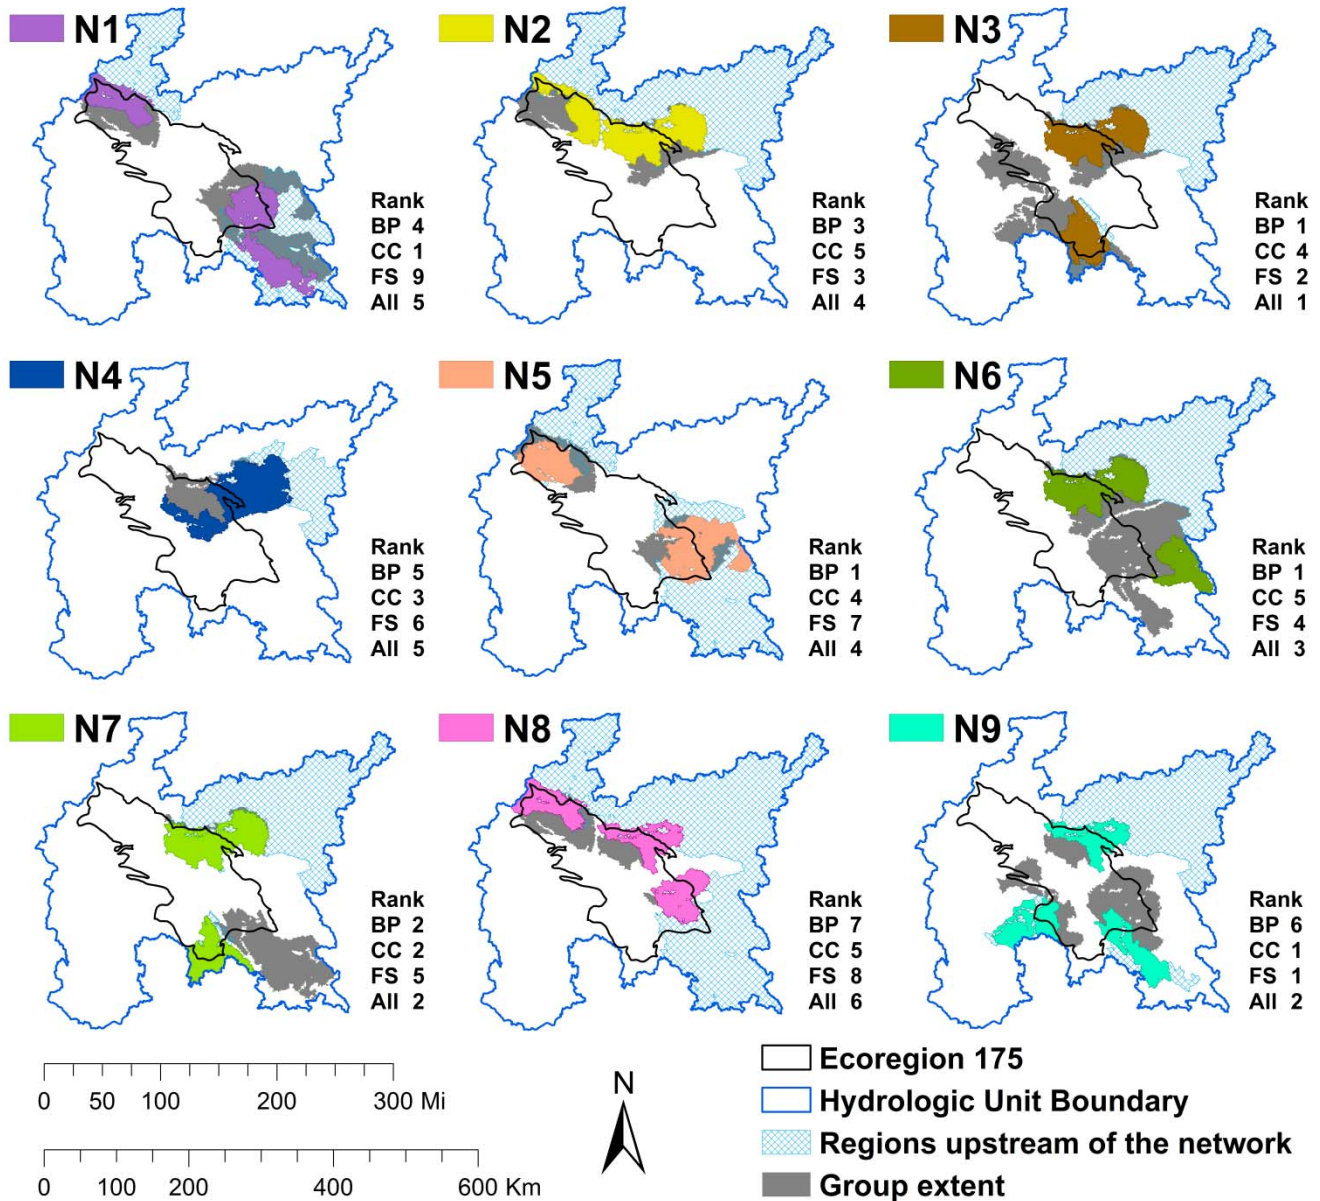 N1
Rank
BP 4
CC 1
FS 9
All 5
N2
Rank
BP 3
CC 5
FS 3
All 4
N3
Rank
BP 1
CC 4
FS 2
All 1
N4
Rank
BP 5
CC 3
FS 6
All 5
N5
Rank
BP 1
CC 4
FS 7
All 4
N6
Rank
BP 1
CC 5
FS 4
All 3
N7
Rank
BP 2
CC 2
FS 5
All 2
N8
Rank
BP 7
CC 5
FS 8
All 6
N9
Rank
BP 6
CC 1
FS 1
All 2
0 50 100 200 300 Mi
0 100 200 400 600 Km
N
Ecoregion 175
Hydrologic Unit Boundary
Regions upstream of the network
Group extent